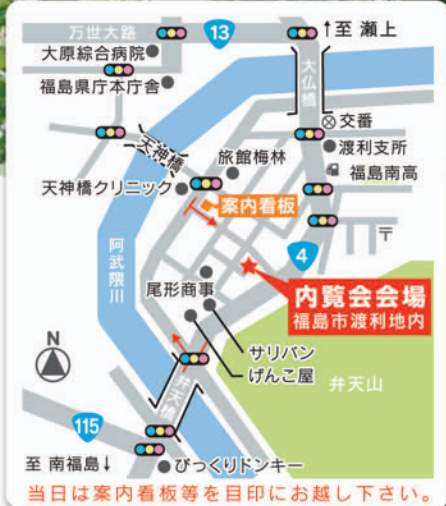 万世大路
13
↑至 瀬上
大原綜合病院
福島県庁本庁舎
大仏橋
交番
渡利支所
福島南高
天神橋
旅館梅林
天神橋クリニック
案内看板
〒
4
阿武隈川
尾形商事
内覧会会場
福島市渡利地内
サリバン
げんこ屋
N
弁天山
弁天橋
115
至 南福島↓
びっくりドンキー
当日は案内看板等を目印にお越し下さい。